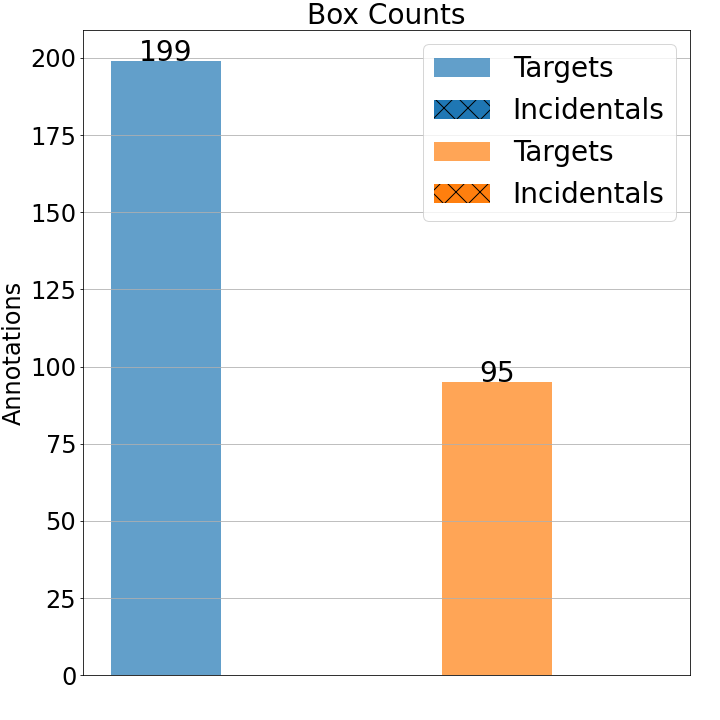 Box Counts
199
95
Targets
Incidentals
Targets
Incidentals
Annotations
200
175
150
125
100
75
50
25
0